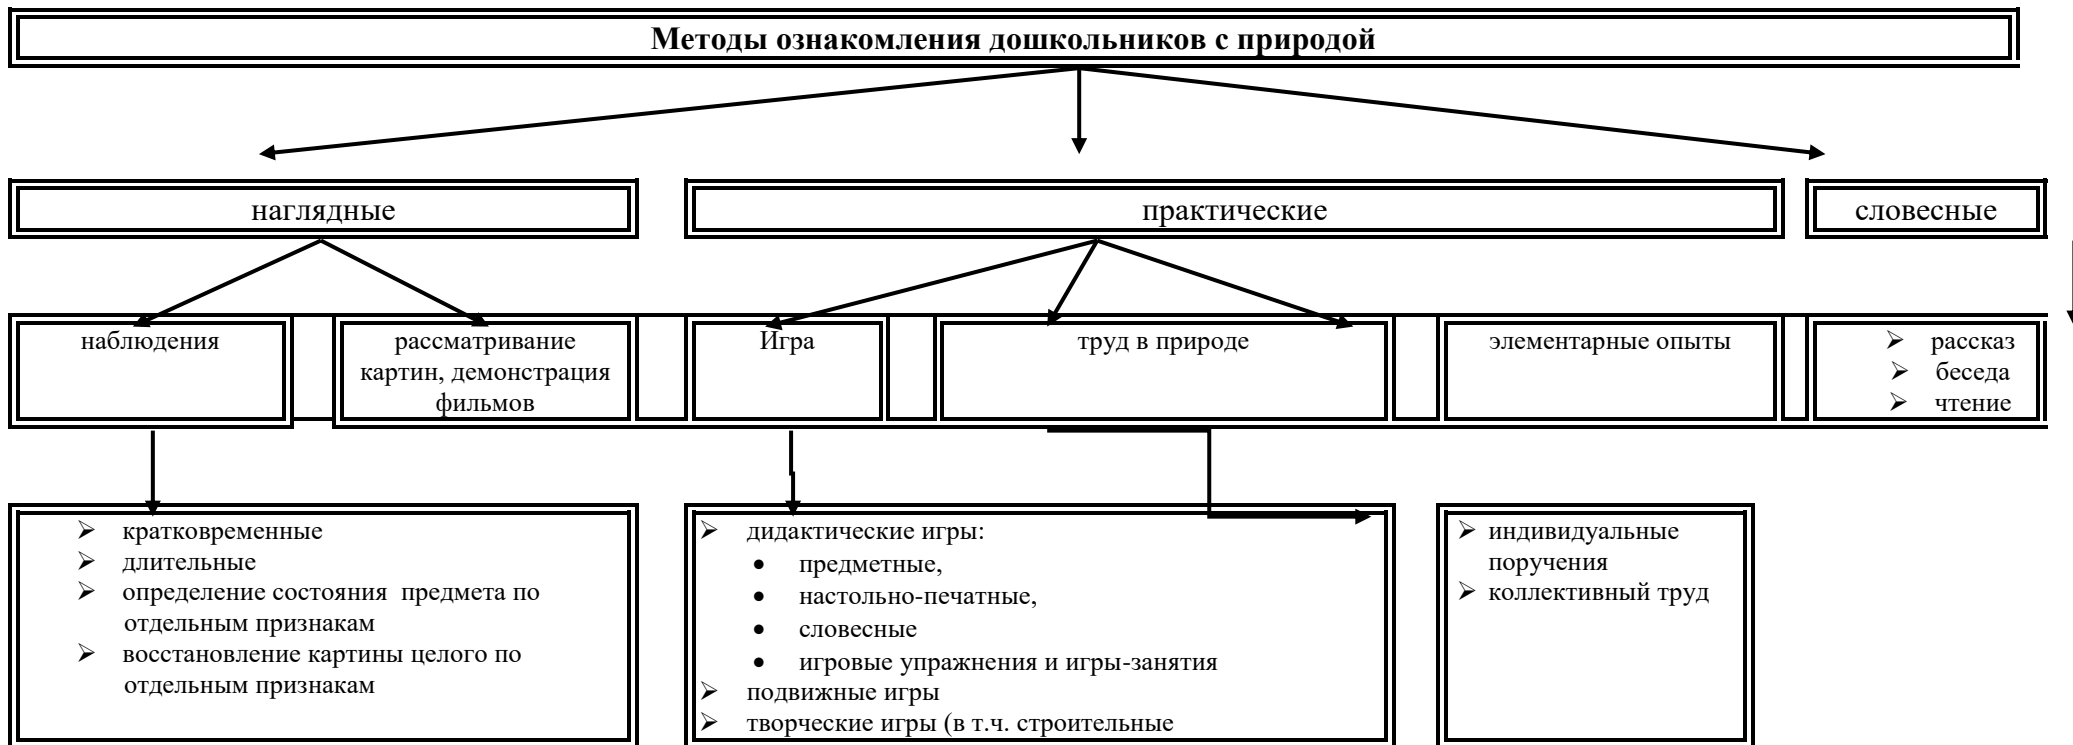 Методы ознакомления дошкольников с природой
наглядные
практические
словесные
наблюдения
рассматривание
картин, демонстрация
фильмов
Игра
труд в природе
элементарные опыты
➢ рассказ
➢ беседа
➢ чтение
➢ кратковременные
➢ длительные
➢ определение состояния предмета по
отдельным признакам
➢ восстановление картины целого по
отдельным признакам
➢ дидактические игры:
• предметные,
• настольно-печатные,
• словесные
• игровые упражнения и игры-занятия
➢ подвижные игры
➢ творческие игры (в т.ч. строительные
➢ индивидуальные
поручения
➢ коллективный труд